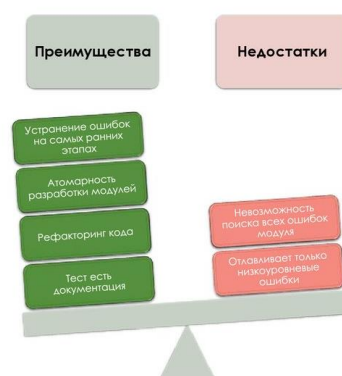 Преимущества
Недостатки
Устранение ошибок
на самых ранних
этапах
Атомарность
разработки модулей
Рефакторинг кода
Тест есть
документация
Невозможность
поиска всех ошибок
модуля
Отлавливает только
низкоуровневые
ошибки